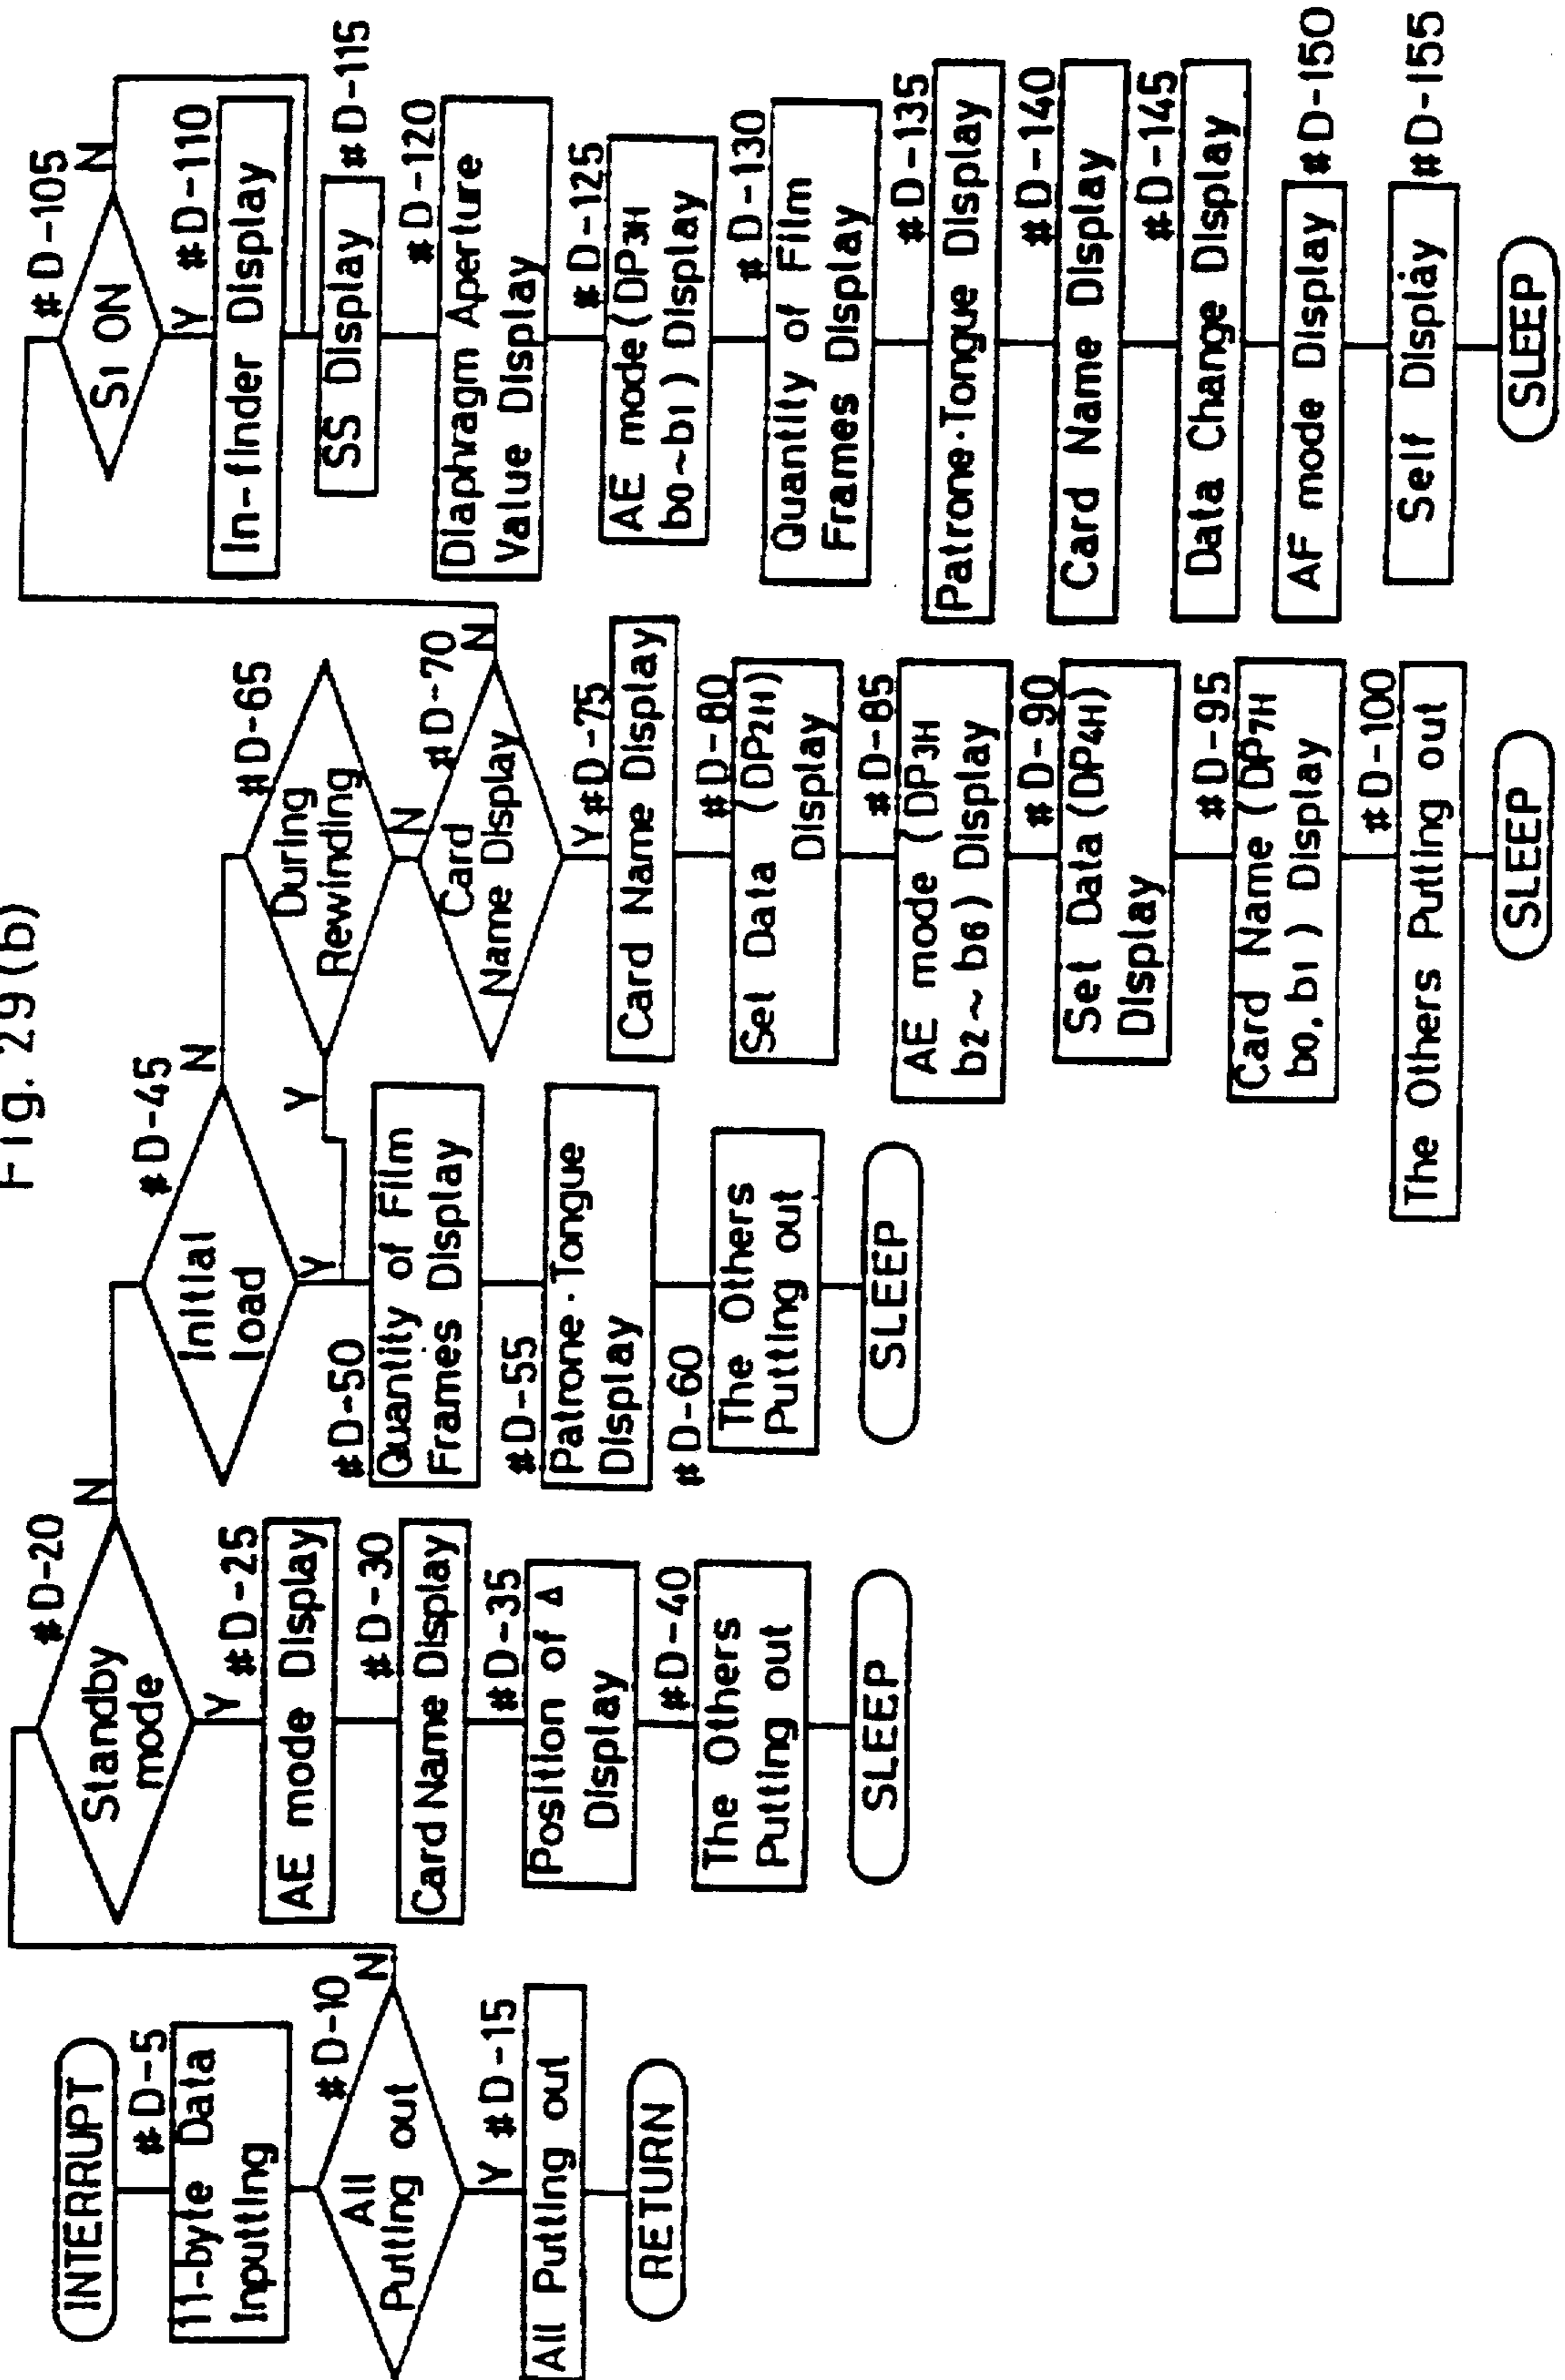 Fig. 29 (b)
INTERRUPT
#D-5
11-byte Data
Inputting
#D-10
All
Putting out
N
Y
#D-15
All Putting out
RETURN
#D-20
Standby
mode
N
Y
#D-25
AE mode Display
#D-30
Card Name Display
#D-35
Position of Δ
Display
#D-40
The Others
Putting out
SLEEP
#D-45
Initial
load
N
Y
#D-50
Quantity of Film
Frames Display
#D-55
Patrone·Tongue
Display
#D-60
The Others
Putting out
SLEEP
#D-65
During
Rewinding
Y
N
#D-70
Card
Name Display
N
Y
#D-75
Card Name Display
#D-80
Set Data (DP2H)
Display
#D-85
AE mode (DP3H
b2~b6) Display
#D-90
Set Data (DP4H)
Display
#D-95
Card Name (DP7H
b0, b1) Display
#D-100
The Others Putting out
SLEEP
#D-105
S1 ON
N
Y
#D-110
In-finder Display
#D-115
SS Display
#D-120
Diaphragm Aperture
Value Display
#D-125
AE mode (DP3H
b0~b1) Display
#D-130
Quantity of Film
Frames Display
#D-135
Patrone·Tongue Display
#D-140
Card Name Display
#D-145
Data Change Display
AF mode Display
#D-150
Self Display
#D-155
SLEEP